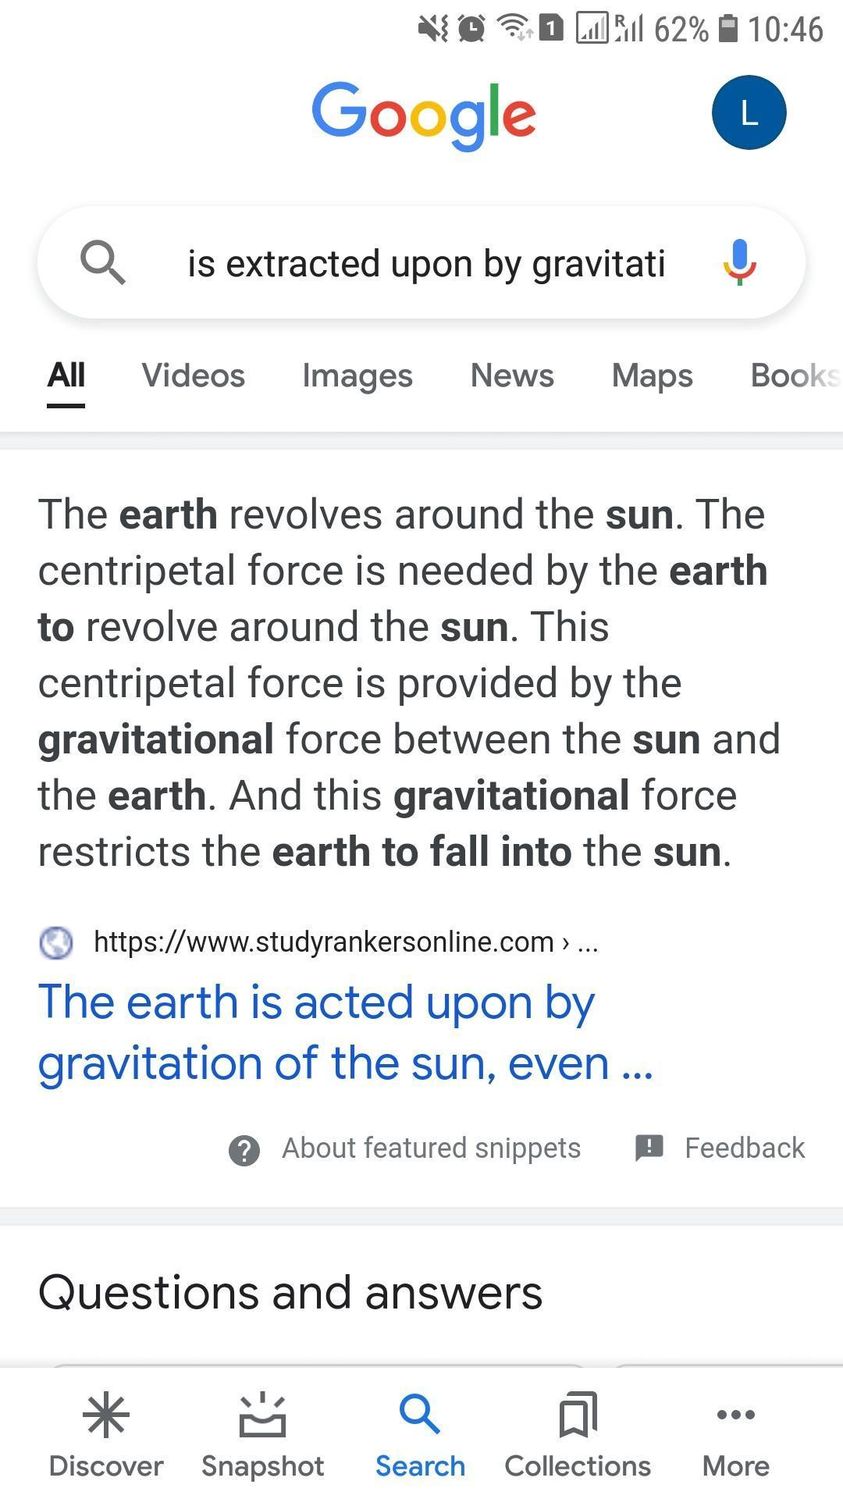 1 R 62% 10:46
Google
L
is extracted upon by gravitati
All Videos Images News Maps Books
The earth revolves around the sun. The
centripetal force is needed by the earth
to revolve around the sun. This
centripetal force is provided by the
gravitational force between the sun and
the earth. And this gravitational force
restricts the earth to fall into the sun.
https://www.studyrankersonline.com › ...
The earth is acted upon by
gravitation of the sun, even ...
? About featured snippets ! Feedback
Questions and answers
Discover Snapshot Search Collections More